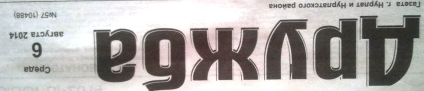 Газета г. Нурлат и Нурлатского района
Дружба
Среда
6
августа 2014
№57 (10488)